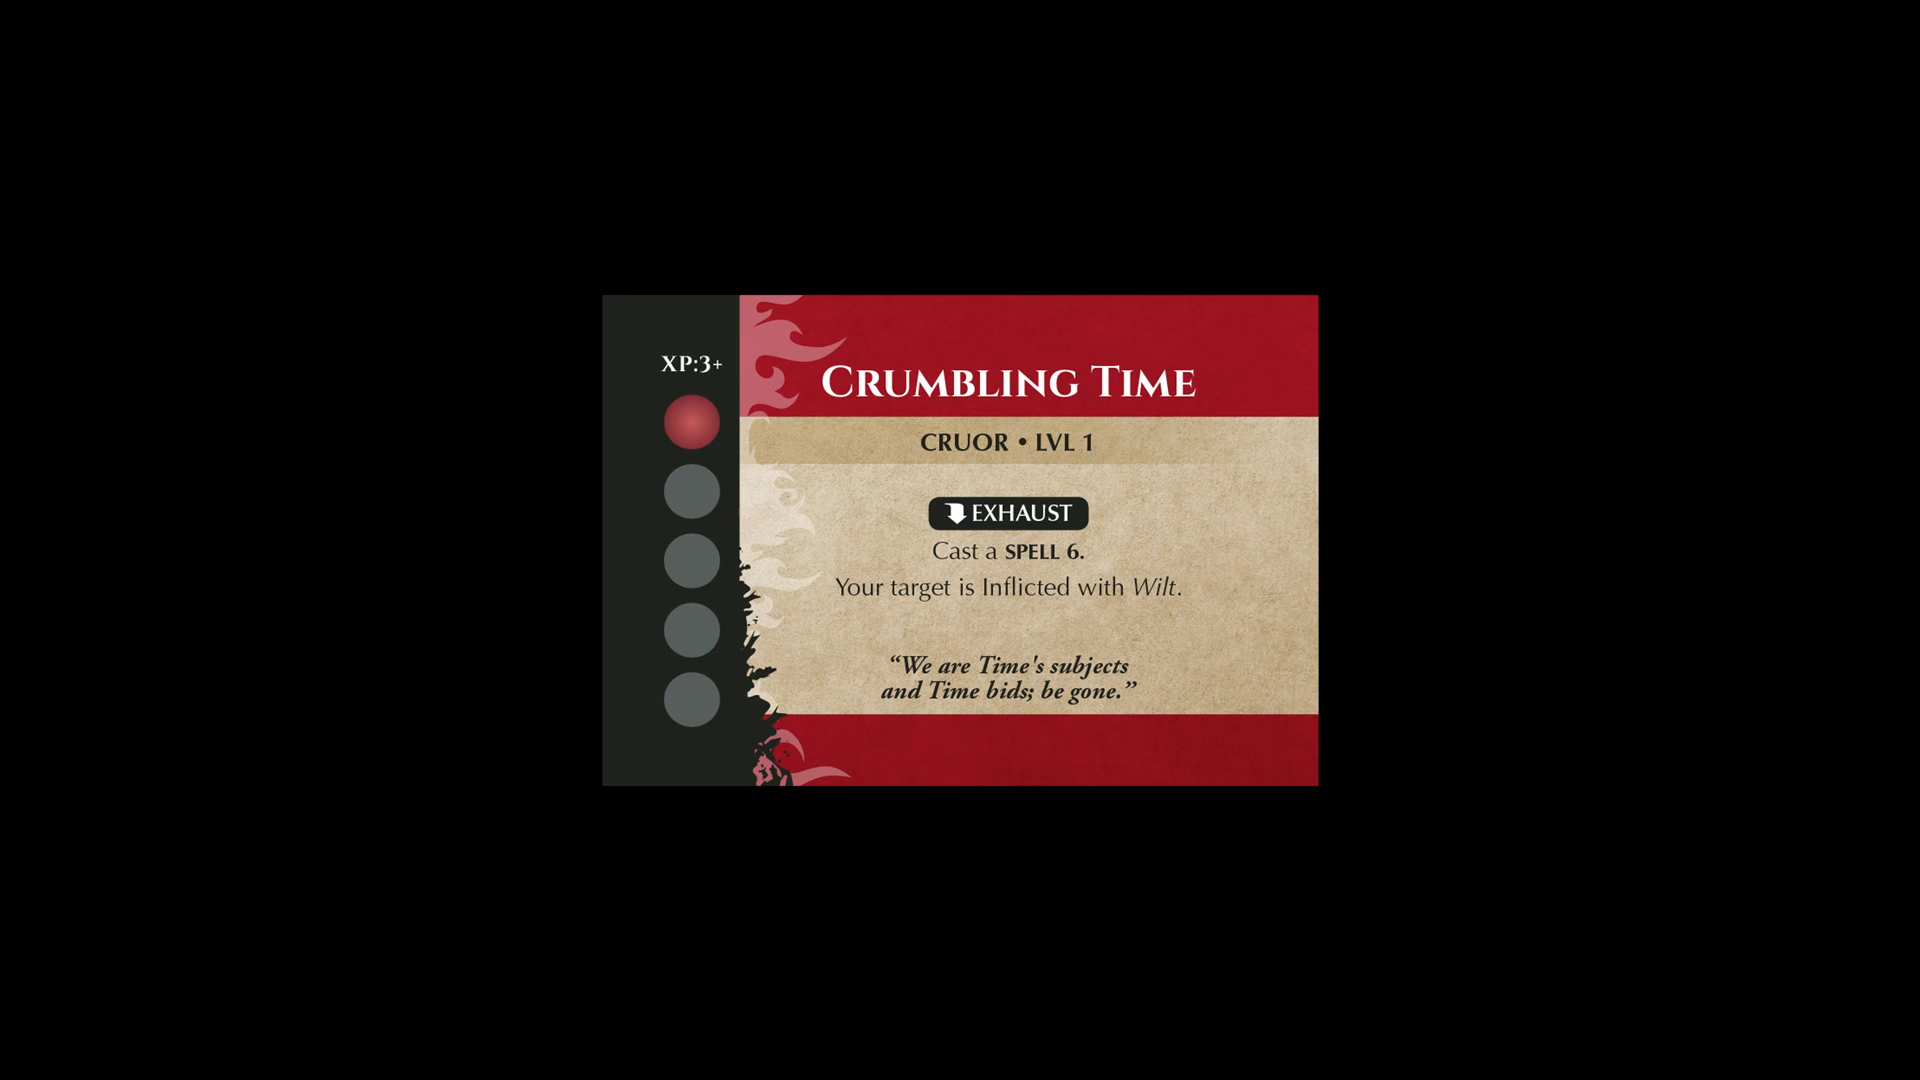 XP:3+
Crumbling Time
CRUOR • LVL 1
EXHAUST
Cast a SPELL 6.
Your target is Inflicted with Wilt.
“We are Time's subjects
and Time bids; be gone.”